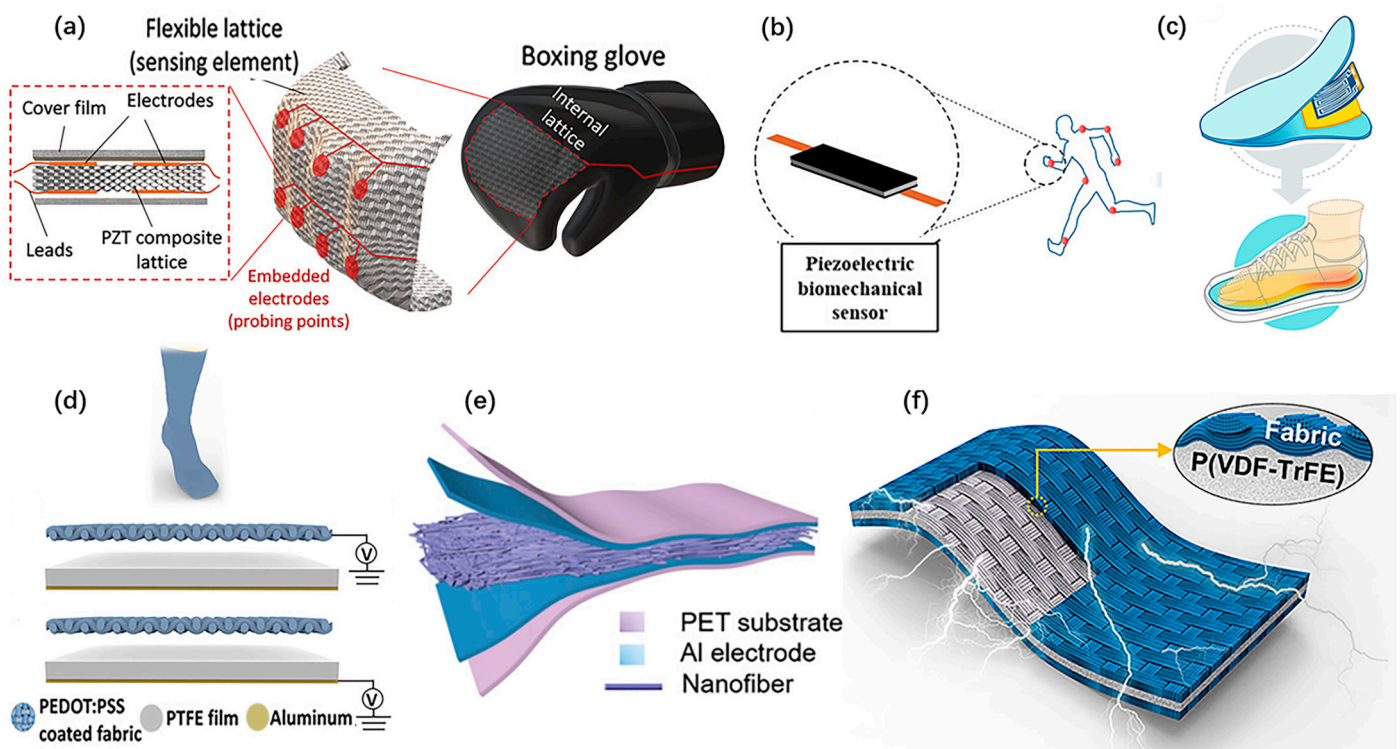 (a)
Flexible lattice
(sensing element)
Boxing glove
Cover film
Electrodes
Internal
lattice
Leads
PZT composite
lattice
Embedded
electrodes
(probing points)
(b)
Piezoelectric
biomechanical
sensor
(c)
(d)
V
V
PEDOT:PSS
coated fabric
PTFE film
Aluminum
(e)
PET substrate
Al electrode
Nanofiber
(f)
Fabric
P(VDF-TrFE)